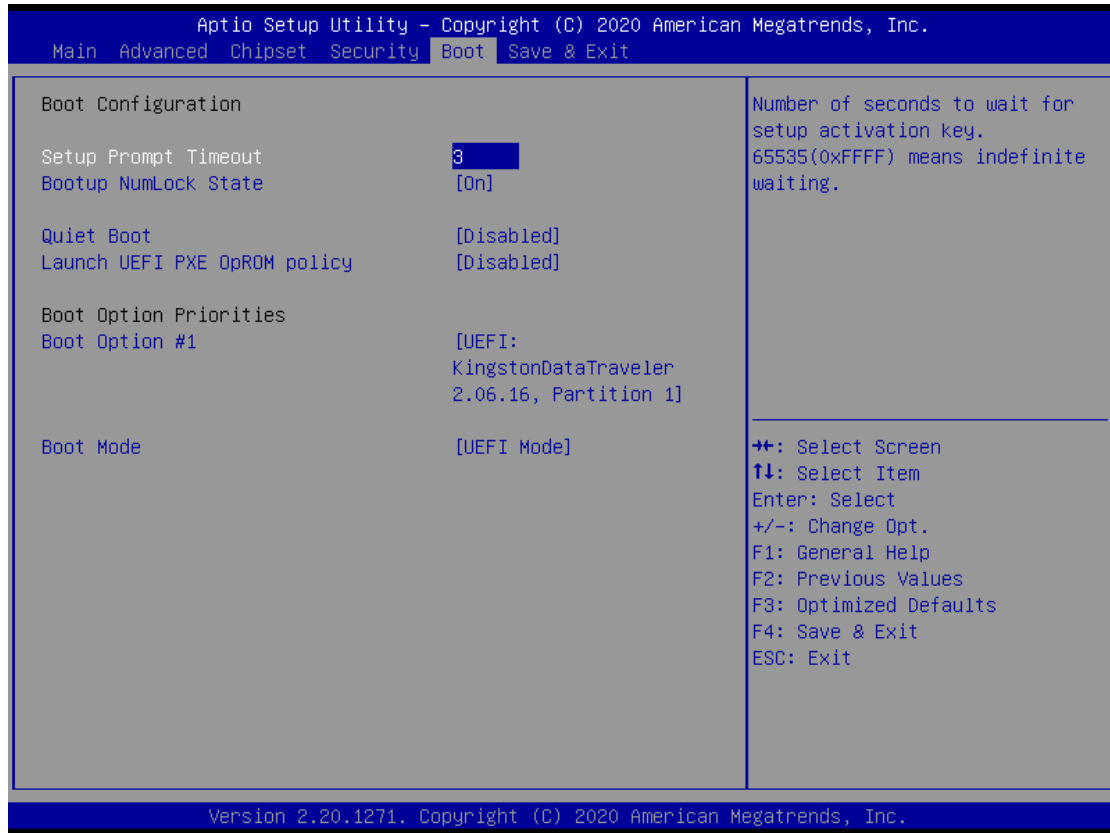 Aptio Setup Utility – Copyright (C) 2020 American Megatrends, Inc.
Main Advanced Chipset Security Boot Save & Exit
Boot Configuration
Setup Prompt Timeout 3
Bootup NumLock State [On]
Quiet Boot [Disabled]
Launch UEFI PXE OpROM policy [Disabled]
Boot Option Priorities
Boot Option #1 [UEFI:
KingstonDataTraveler
2.06.16, Partition 1]
Boot Mode [UEFI Mode]
Number of seconds to wait for
setup activation key.
65535(0xFFFF) means indefinite
waiting.
→←: Select Screen
↑↓: Select Item
Enter: Select
+/-: Change Opt.
F1: General Help
F2: Previous Values
F3: Optimized Defaults
F4: Save & Exit
ESC: Exit
Version 2.20.1271. Copyright (C) 2020 American Megatrends, Inc.